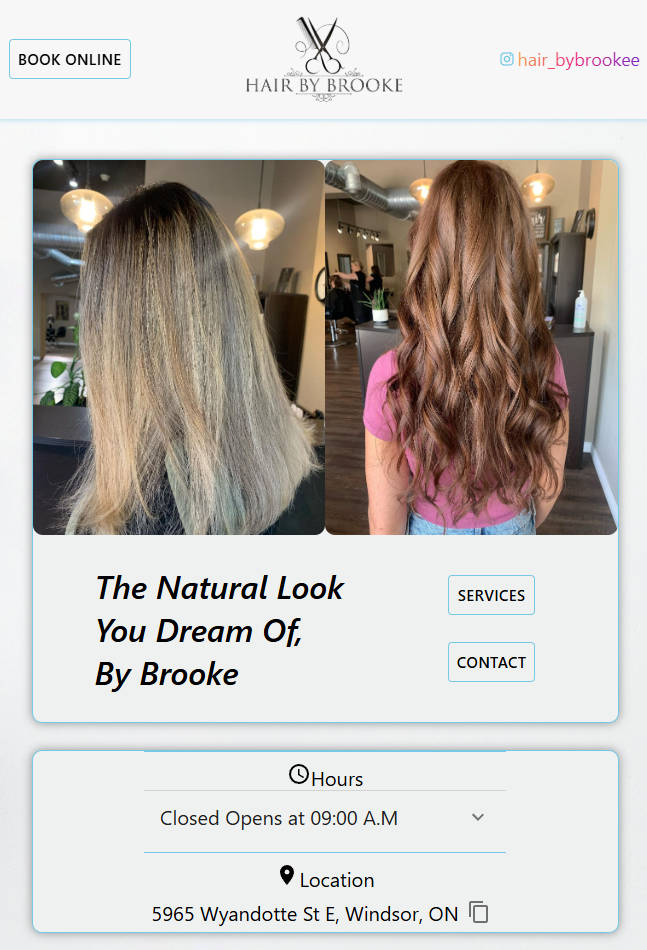 BOOK ONLINE
HAIR BY BROOKE
hair_bybrookee
The Natural Look
You Dream Of,
By Brooke
SERVICES
CONTACT
Hours
Closed Opens at 09:00 A.M
Location
5965 Wyandotte St E, Windsor, ON